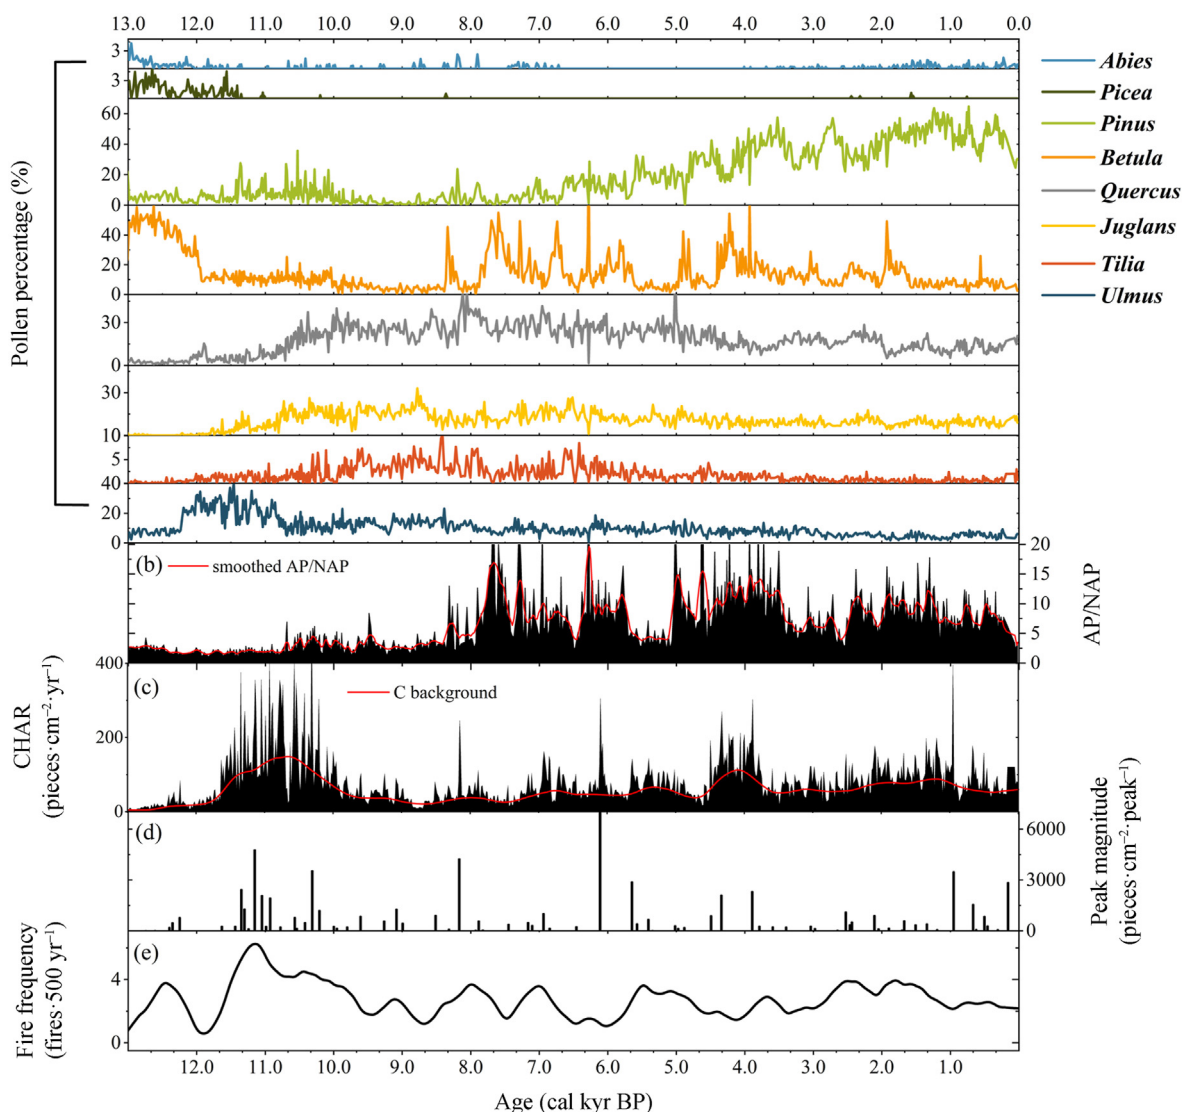 13.0 12.0 11.0 10.0 9.0 8.0 7.0 6.0 5.0 4.0 3.0 2.0 1.0 0.0
Pollen percentage (%)
3
3
60
40
20
0
40
20
0
30
0
30
10
5
40
20
0
Abies
Picea
Pinus
Betula
Quercus
Juglans
Tilia
Ulmus
(b)
smoothed AP/NAP
20
15
10
5
0
AP/NAP
CHAR
(pieces·cm⁻²·yr⁻¹)
400
200
0
(c)
C background
(d)
6000
3000
0
Peak magnitude
(pieces·cm⁻²·peak⁻¹)
Fire frequency
(fires·500 yr⁻¹)
4
0
(e)
12.0 11.0 10.0 9.0 8.0 7.0 6.0 5.0 4.0 3.0 2.0 1.0
Age (cal kyr BP)